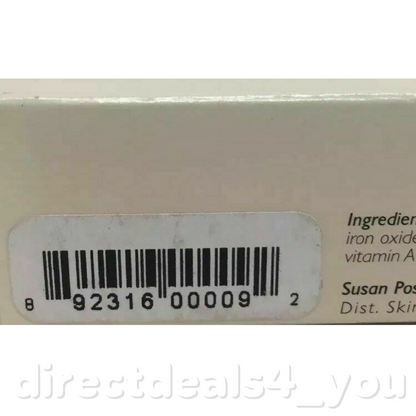 Ingredien
iron oxide
vitamin A
Susan Pos
Dist. Skin
8 92316 00009 2
directdeals4_you